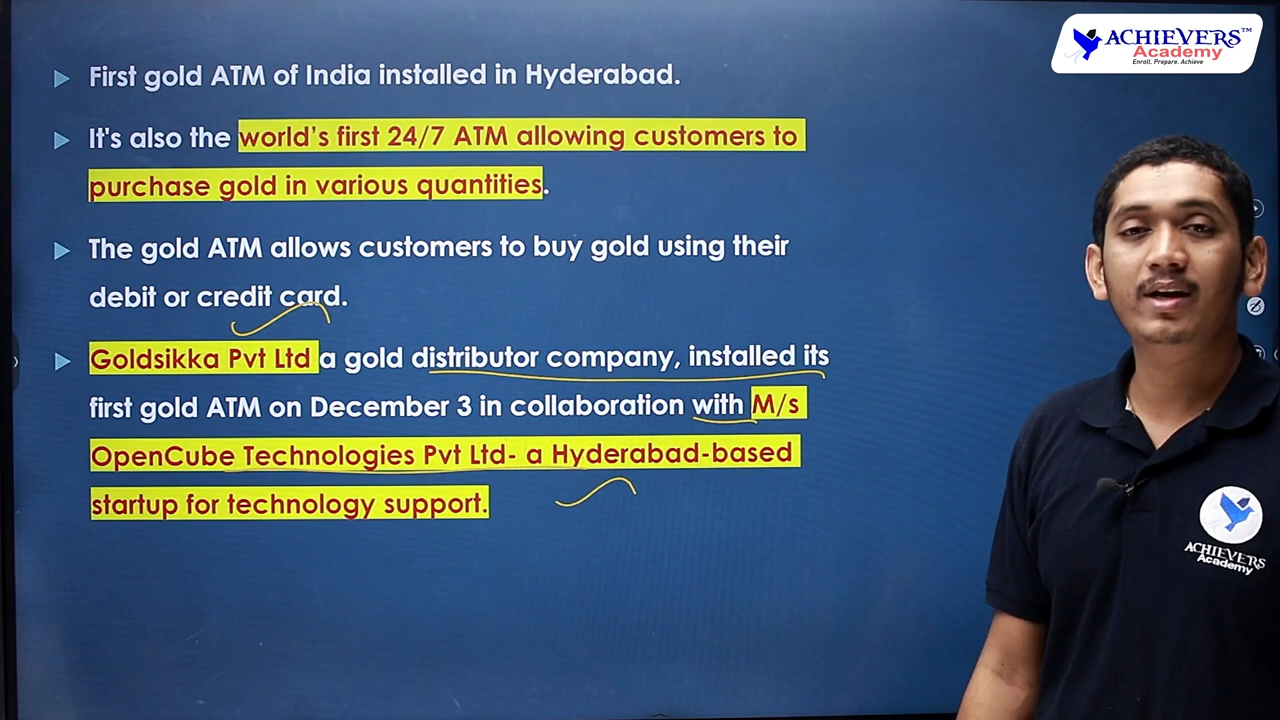 ACHIEVERS™
Academy
Enroll. Prepare. Achieve
First gold ATM of India installed in Hyderabad.
It's also the world's first 24/7 ATM allowing customers to
purchase gold in various quantities.
The gold ATM allows customers to buy gold using their
debit or credit card.
Goldsikka Pvt Ltd a gold distributor company, installed its
first gold ATM on December 3 in collaboration with M/s
OpenCube Technologies Pvt Ltd- a Hyderabad-based
startup for technology support.
ACHIEVERS
Academy